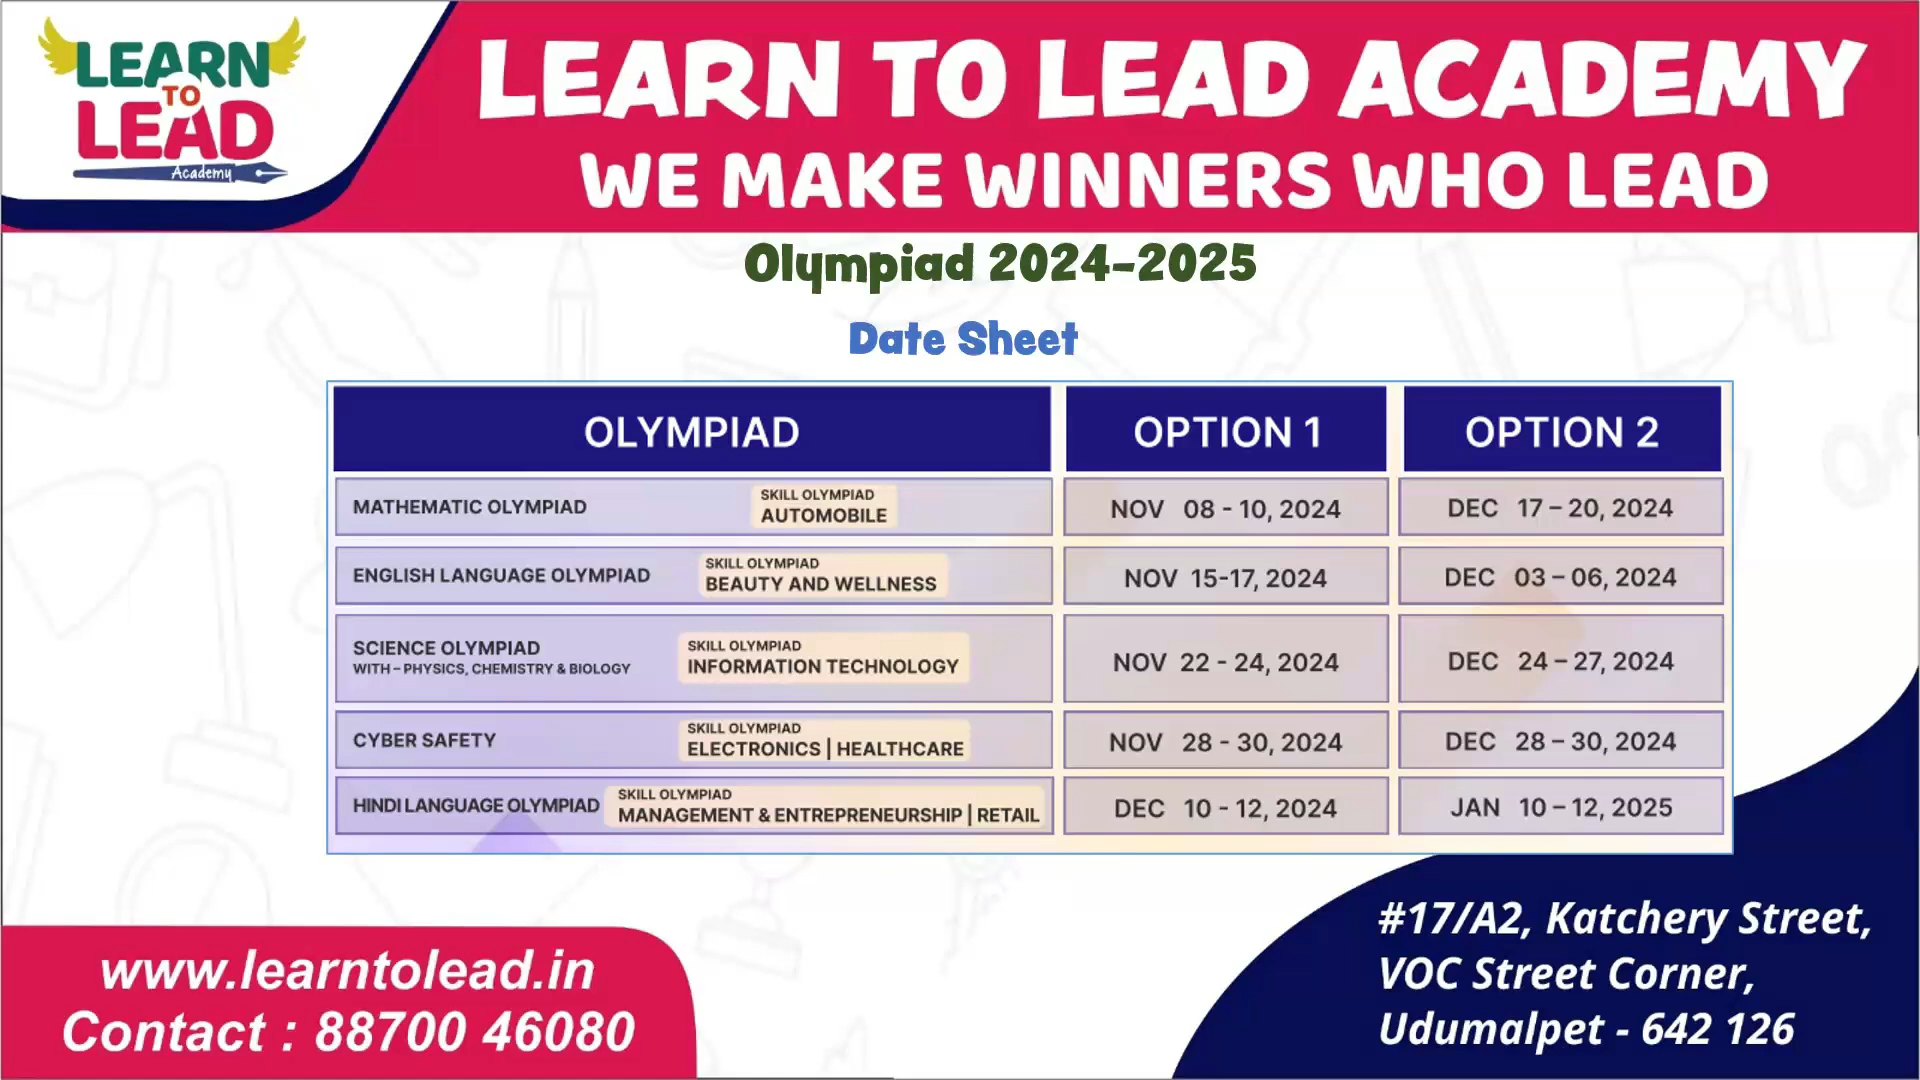 LEARN
TO
LEAD
Academy
LEARN TO LEAD ACADEMY
WE MAKE WINNERS WHO LEAD
Olympiad 2024-2025
Date Sheet
OLYMPIAD OPTION 1 OPTION 2
MATHEMATIC OLYMPIAD SKILL OLYMPIAD AUTOMOBILE NOV 08 - 10, 2024 DEC 17 – 20, 2024
ENGLISH LANGUAGE OLYMPIAD SKILL OLYMPIAD BEAUTY AND WELLNESS NOV 15-17, 2024 DEC 03 – 06, 2024
SCIENCE OLYMPIAD WITH – PHYSICS, CHEMISTRY & BIOLOGY SKILL OLYMPIAD INFORMATION TECHNOLOGY NOV 22 - 24, 2024 DEC 24 – 27, 2024
CYBER SAFETY SKILL OLYMPIAD ELECTRONICS | HEALTHCARE NOV 28 - 30, 2024 DEC 28 – 30, 2024
HINDI LANGUAGE OLYMPIAD SKILL OLYMPIAD MANAGEMENT & ENTREPRENEURSHIP | RETAIL DEC 10 - 12, 2024 JAN 10 – 12, 2025
www.learntolead.in
Contact : 88700 46080
#17/A2, Katchery Street,
VOC Street Corner,
Udumalpet - 642 126